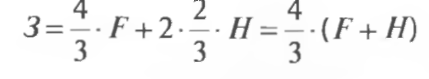 3 = 4/3 · F + 2 · 2/3 · H = 4/3 · (F + H)